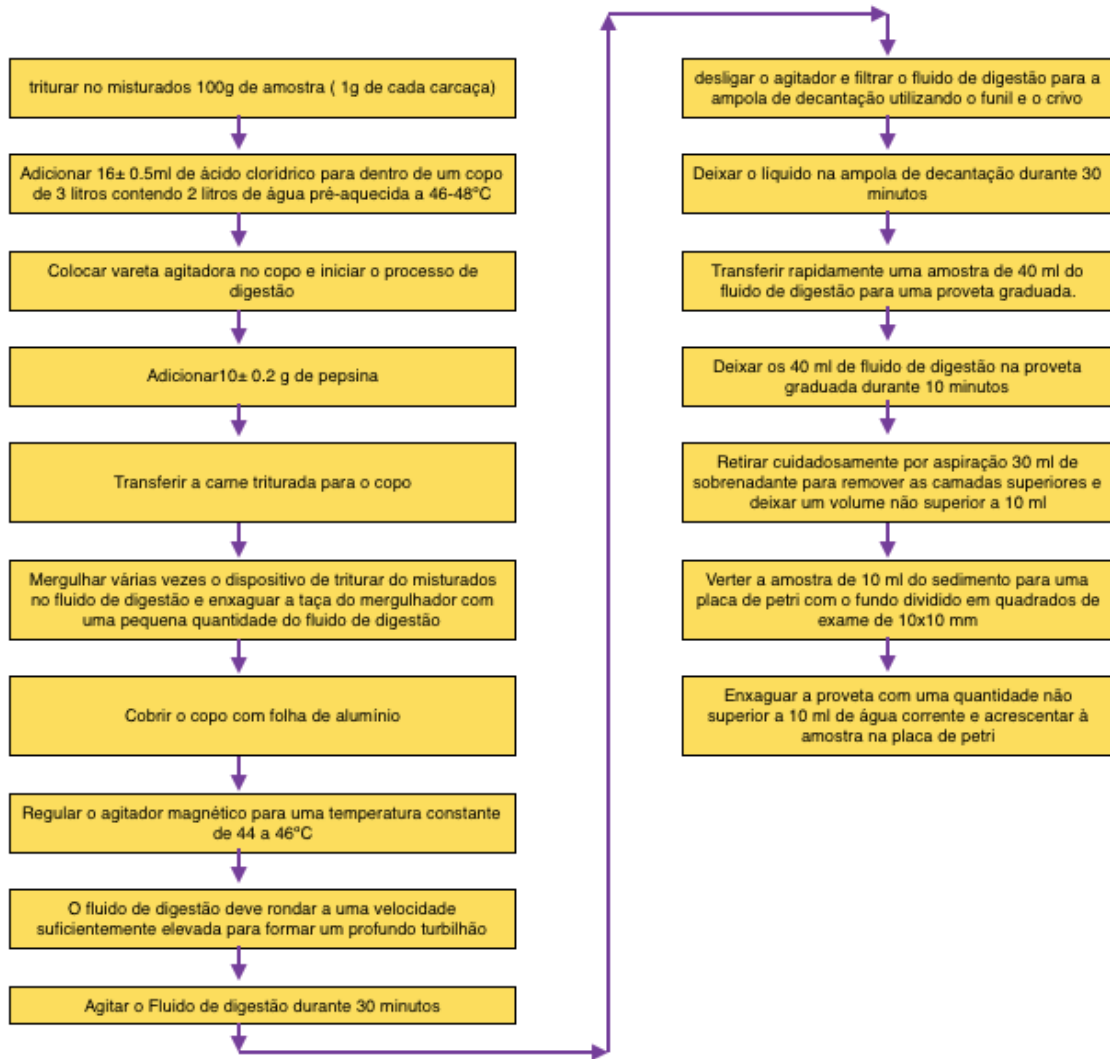 triturar no misturados 100g de amostra ( 1g de cada carcaça)
Adicionar 16± 0.5ml de ácido clorídrico para dentro de um copo
de 3 litros contendo 2 litros de água pré-aquecida a 46-48ºC
Colocar vareta agitadora no copo e iniciar o processo de
digestão
Adicionar10± 0.2 g de pepsina
Transferir a carne triturada para o copo
Mergulhar várias vezes o dispositivo de triturar do misturados
no fluido de digestão e enxaguar a taça do mergulhador com
uma pequena quantidade do fluido de digestão
Cobrir o copo com folha de alumínio
Regular o agitador magnético para uma temperatura constante
de 44 a 46ºC
O fluido de digestão deve rondar a uma velocidade
suficientemente elevada para formar um profundo turbilhão
Agitar o Fluido de digestão durante 30 minutos
desligar o agitador e filtrar o fluido de digestão para a
ampola de decantação utilizando o funil e o crivo
Deixar o líquido na ampola de decantação durante 30
minutos
Transferir rapidamente uma amostra de 40 ml do
fluido de digestão para uma proveta graduada.
Deixar os 40 ml de fluido de digestão na proveta
graduada durante 10 minutos
Retirar cuidadosamente por aspiração 30 ml de
sobrenadante para remover as camadas superiores e
deixar um volume não superior a 10 ml
Verter a amostra de 10 ml do sedimento para uma
placa de petri com o fundo dividido em quadrados de
exame de 10x10 mm
Enxaguar a proveta com uma quantidade não
superior a 10 ml de água corrente e acrescentar à
amostra na placa de petri